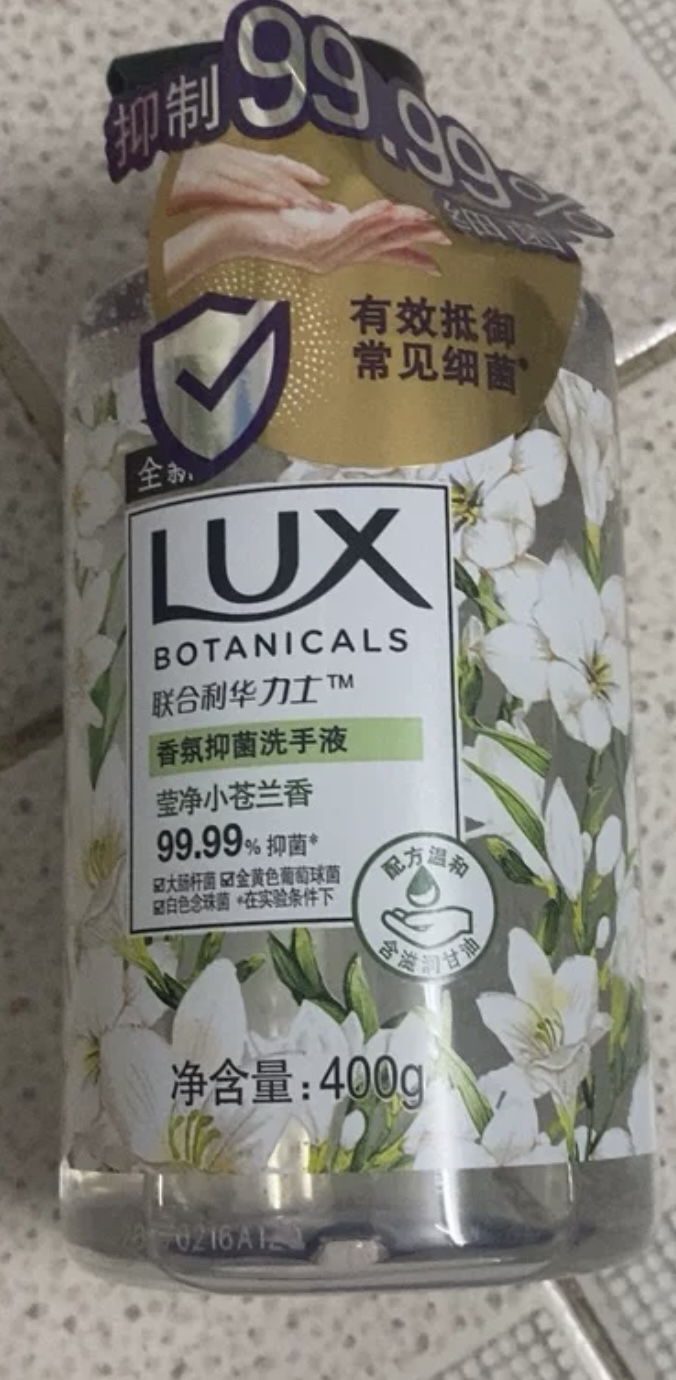 抑制99.99%
细菌
有效抵御
常见细菌*
全新
LUX
BOTANICALS
联合利华力士™
香氛抑菌洗手液
莹净小苍兰香
99.99%抑菌*
☑大肠杆菌 ☑金黄色葡萄球菌
☑白色念珠菌 *在实验条件下
配方温和
含滋润甘油
净含量:400g